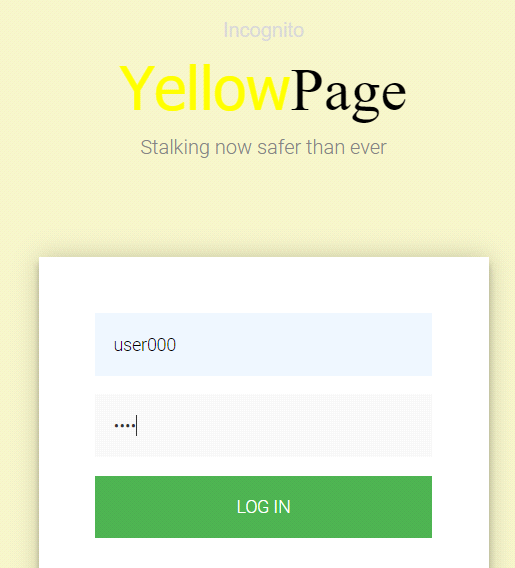 Incognito
YellowPage
Stalking now safer than ever
user000
••••
LOG IN